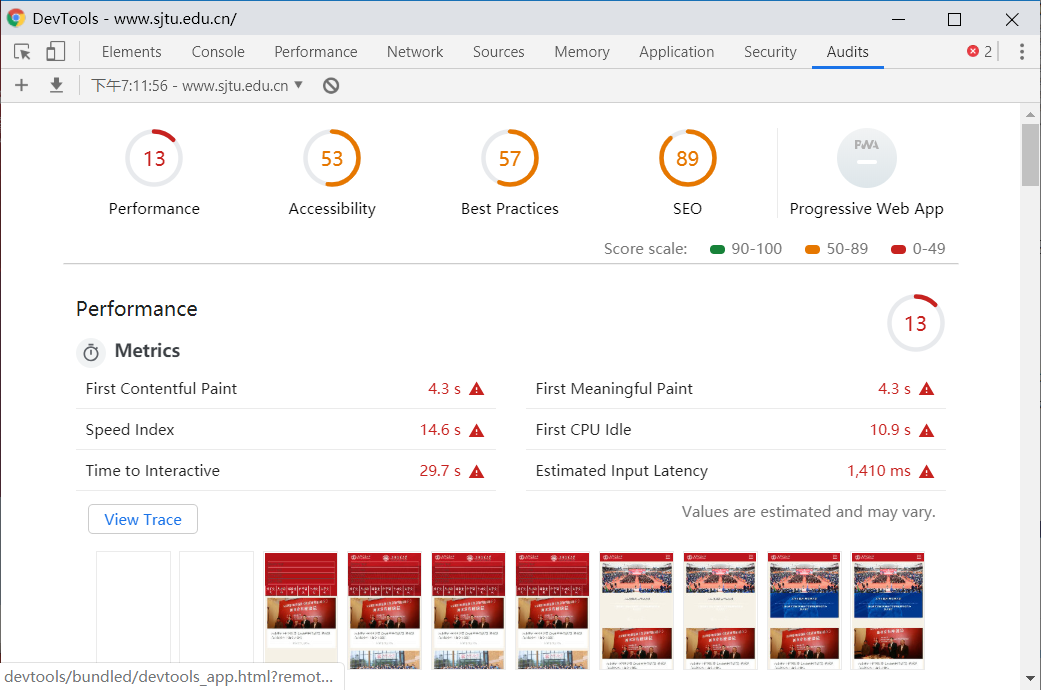 DevTools - www.sjtu.edu.cn/
Elements Console Performance Network Sources Memory Application Security Audits 2
下午7:11:56 - www.sjtu.edu.cn
13 53 57 89 PWA
Performance Accessibility Best Practices SEO Progressive Web App
Score scale: 90-100 50-89 0-49
Performance 13
Metrics
First Contentful Paint 4.3 s First Meaningful Paint 4.3 s
Speed Index 14.6 s First CPU Idle 10.9 s
Time to Interactive 29.7 s Estimated Input Latency 1,410 ms
View Trace Values are estimated and may vary.
devtools/bundled/devtools_app.html?remot...